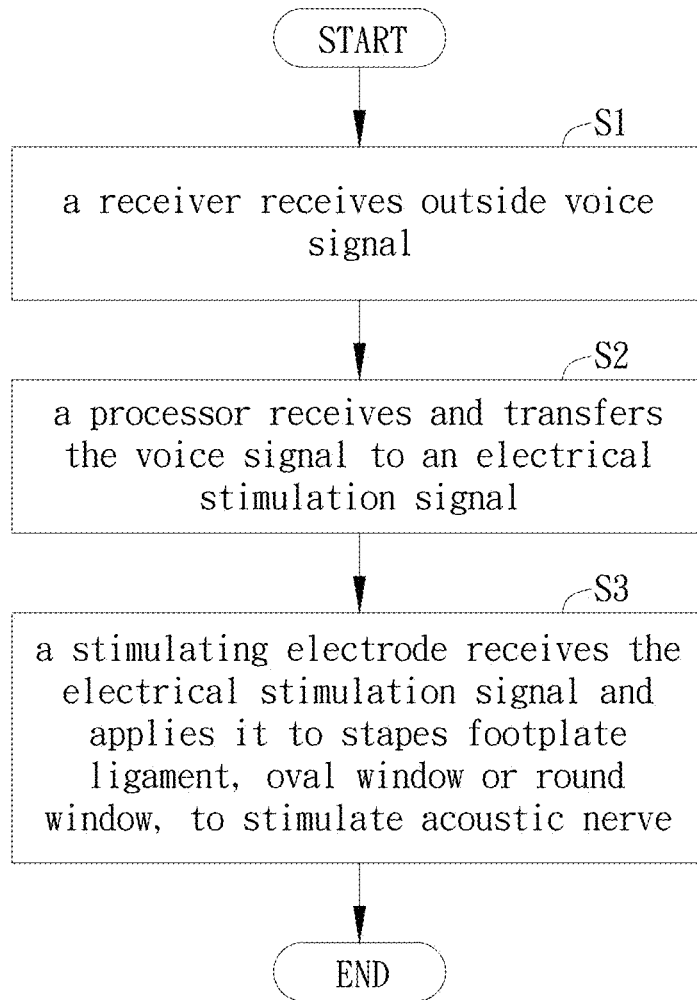 START
S1
a receiver receives outside voice
signal
S2
a processor receives and transfers
the voice signal to an electrical
stimulation signal
S3
a stimulating electrode receives the
electrical stimulation signal and
applies it to stapes footplate
ligament, oval window or round
window, to stimulate acoustic nerve
END